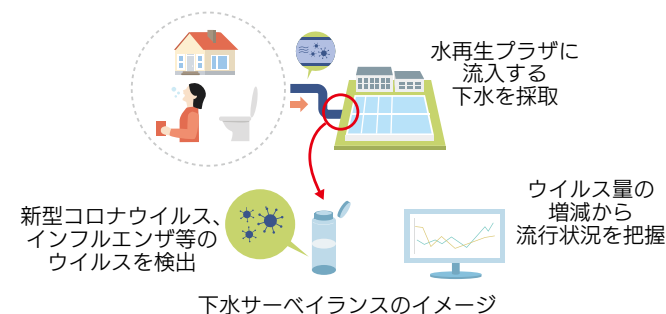 水再生プラザに
流入する
下水を採取
新型コロナウイルス、
インフルエンザ等の
ウイルスを検出
ウイルス量の
増減から
流行状況を把握
下水サーベイランスのイメージ